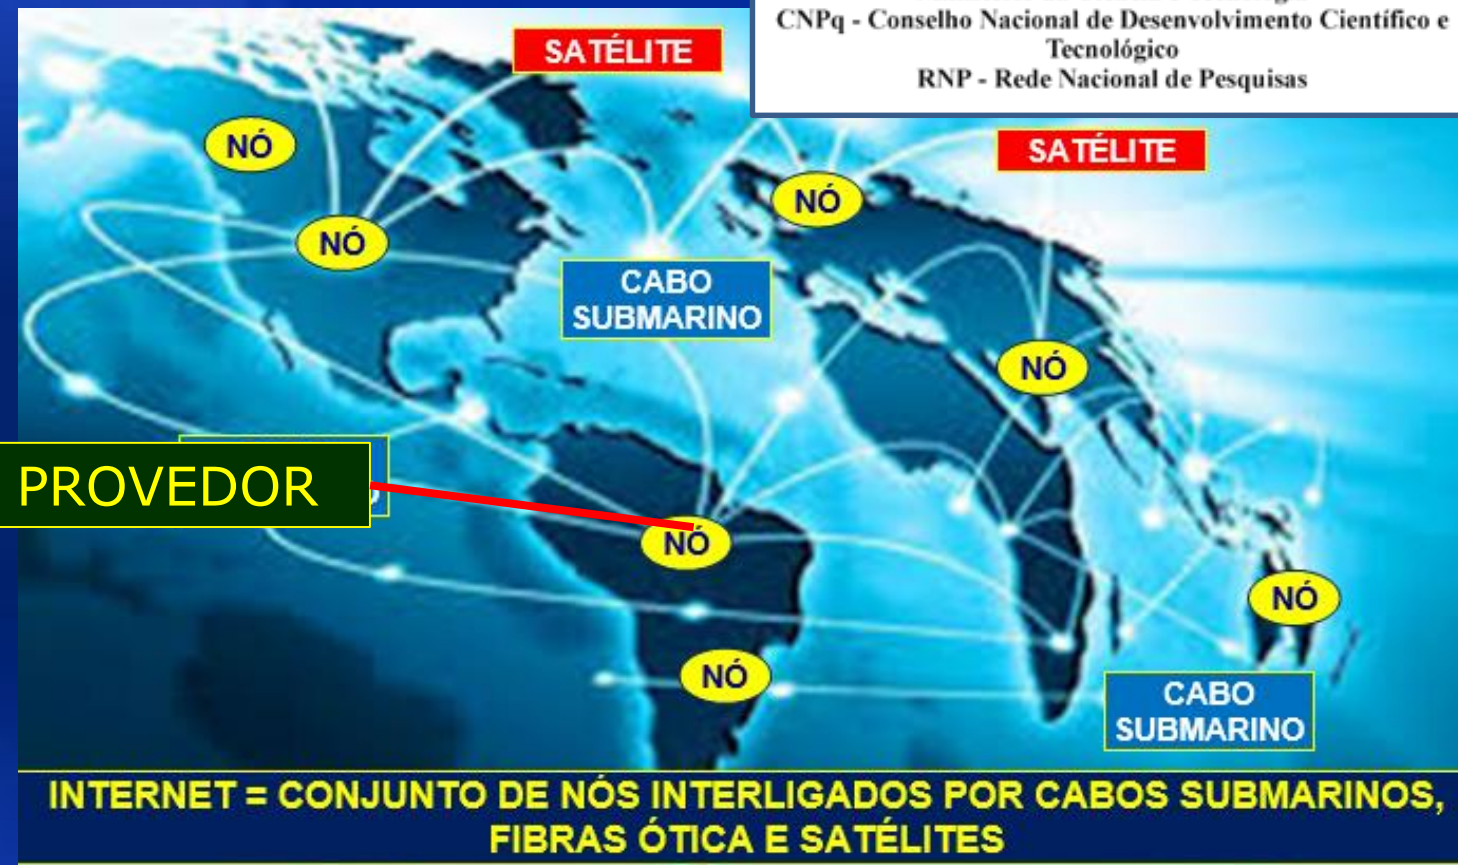 CNPq - Conselho Nacional de Desenvolvimento Científico e
Tecnológico
RNP - Rede Nacional de Pesquisas
SATÉLITE
NÓ
SATÉLITE
NÓ
NÓ
CABO
SUBMARINO
NÓ
PROVEDOR
NÓ
NÓ
NÓ
CABO
SUBMARINO
INTERNET = CONJUNTO DE NÓS INTERLIGADOS POR CABOS SUBMARINOS,
FIBRAS ÓTICA E SATÉLITES